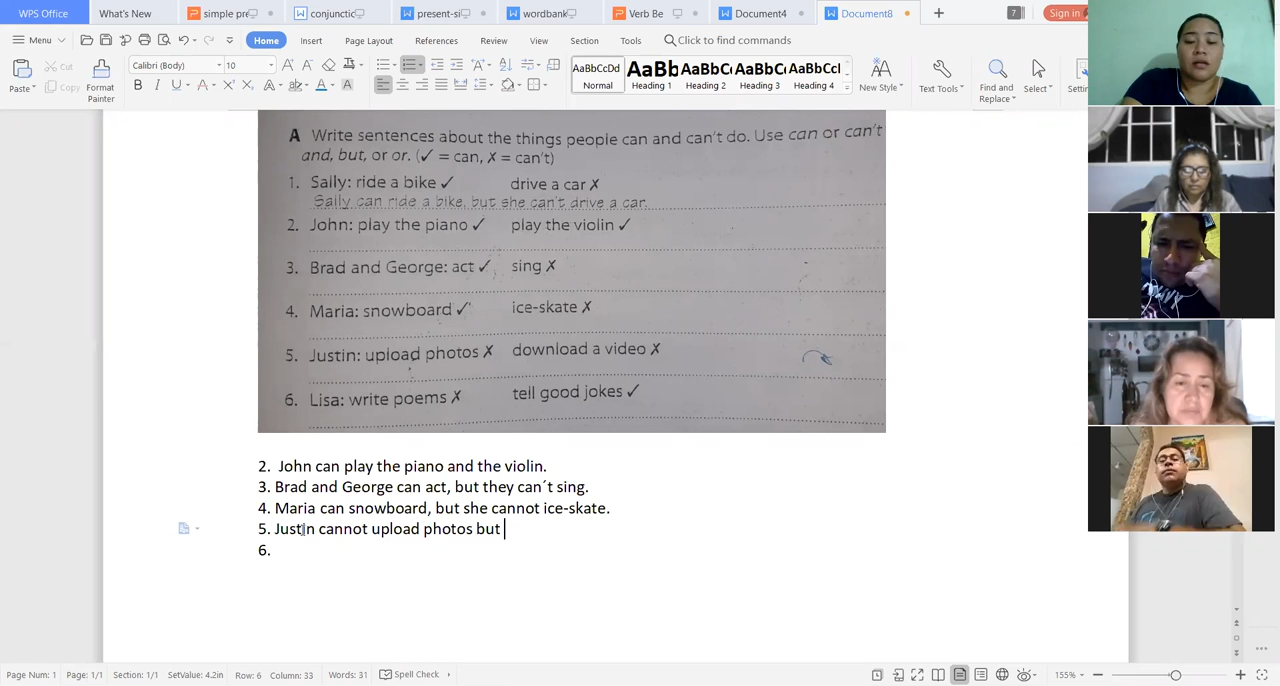 WPS Office What's New simple pre conjunctic present-si wordbank Verb Be Document4 Document8 + 7 Sign in
Menu Home Insert Page Layout References Review View Section Tools Click to find commands
Paste Cut Copy Format Painter Calibri (Body) 10 AaBbCcDd Normal AaBb Heading 1 AaBbC Heading 2 AaBbC Heading 3 AaBbCcl Heading 4 New Style Text Tools Find and Replace Select Settin
A Write sentences about the things people can and can't do. Use can or can't
and, but, or or. (✓ = can, ✗ = can't)
1. Sally: ride a bike ✓ drive a car ✗
Sally can ride a bike, but she can't drive a car.
2. John: play the piano ✓ play the violin ✓
3. Brad and George: act ✓ sing ✗
4. Maria: snowboard ✓ ice-skate ✗
5. Justin: upload photos ✗ download a video ✗
6. Lisa: write poems ✗ tell good jokes ✓
2. John can play the piano and the violin.
3. Brad and George can act, but they can´t sing.
4. Maria can snowboard, but she cannot ice-skate.
5. Justin cannot upload photos but
6.
Page Num: 1 Page: 1/1 Section: 1/1 SetValue: 4.2in Row: 6 Column: 33 Words: 31 Spell Check 155%